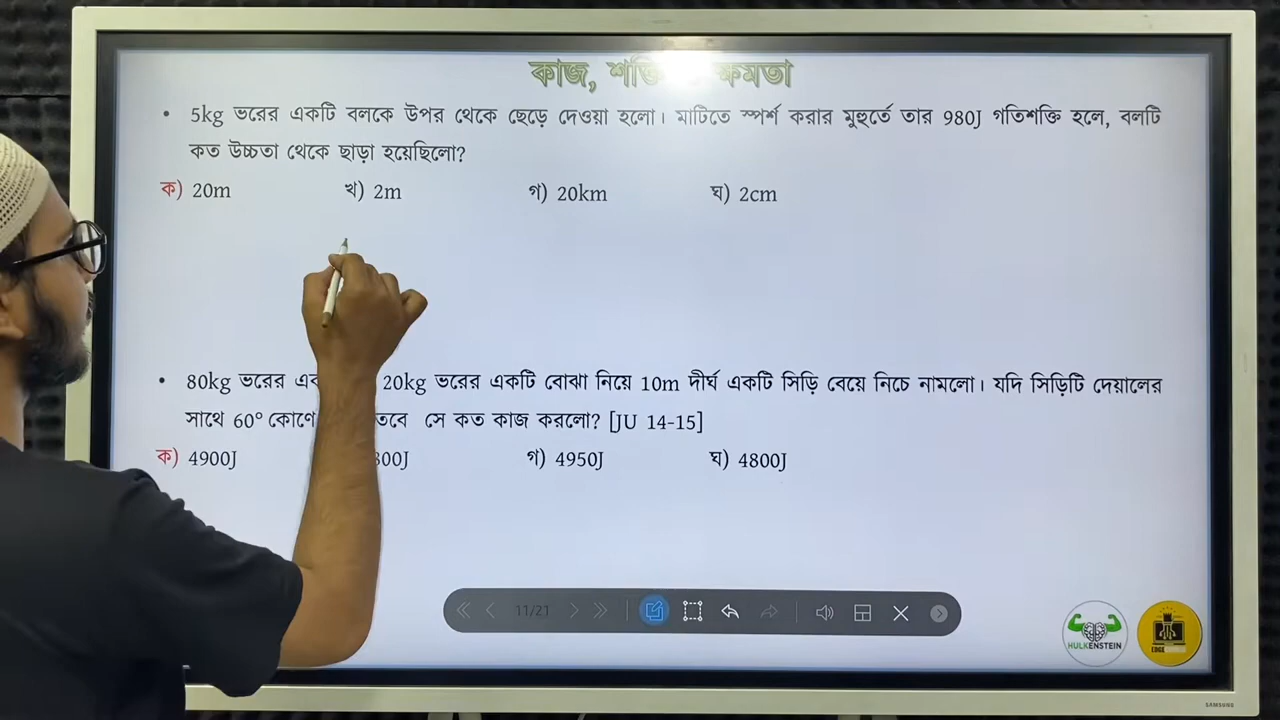 কাজ, শক্তি ক্ষমতা
• 5kg ভরের একটি বলকে উপর থেকে ছেড়ে দেওয়া হলো। মাটিতে স্পর্শ করার মুহুর্তে তার 980J গতিশক্তি হলে, বলটি
কত উচ্চতা থেকে ছাড়া হয়েছিলো?
ক) 20m খ) 2m গ) 20km ঘ) 2cm
• 80kg ভরের 20kg ভরের একটি বোঝা নিয়ে 10m দীর্ঘ একটি সিড়ি বেয়ে নিচে নামলো। যদি সিড়িটি দেয়ালের
সাথে 60° কোণে তবে সে কত কাজ করলো? [JU 14-15]
ক) 4900J গ) 4950J ঘ) 4800J
11/21
HULKENSTEIN
SAMSUNG